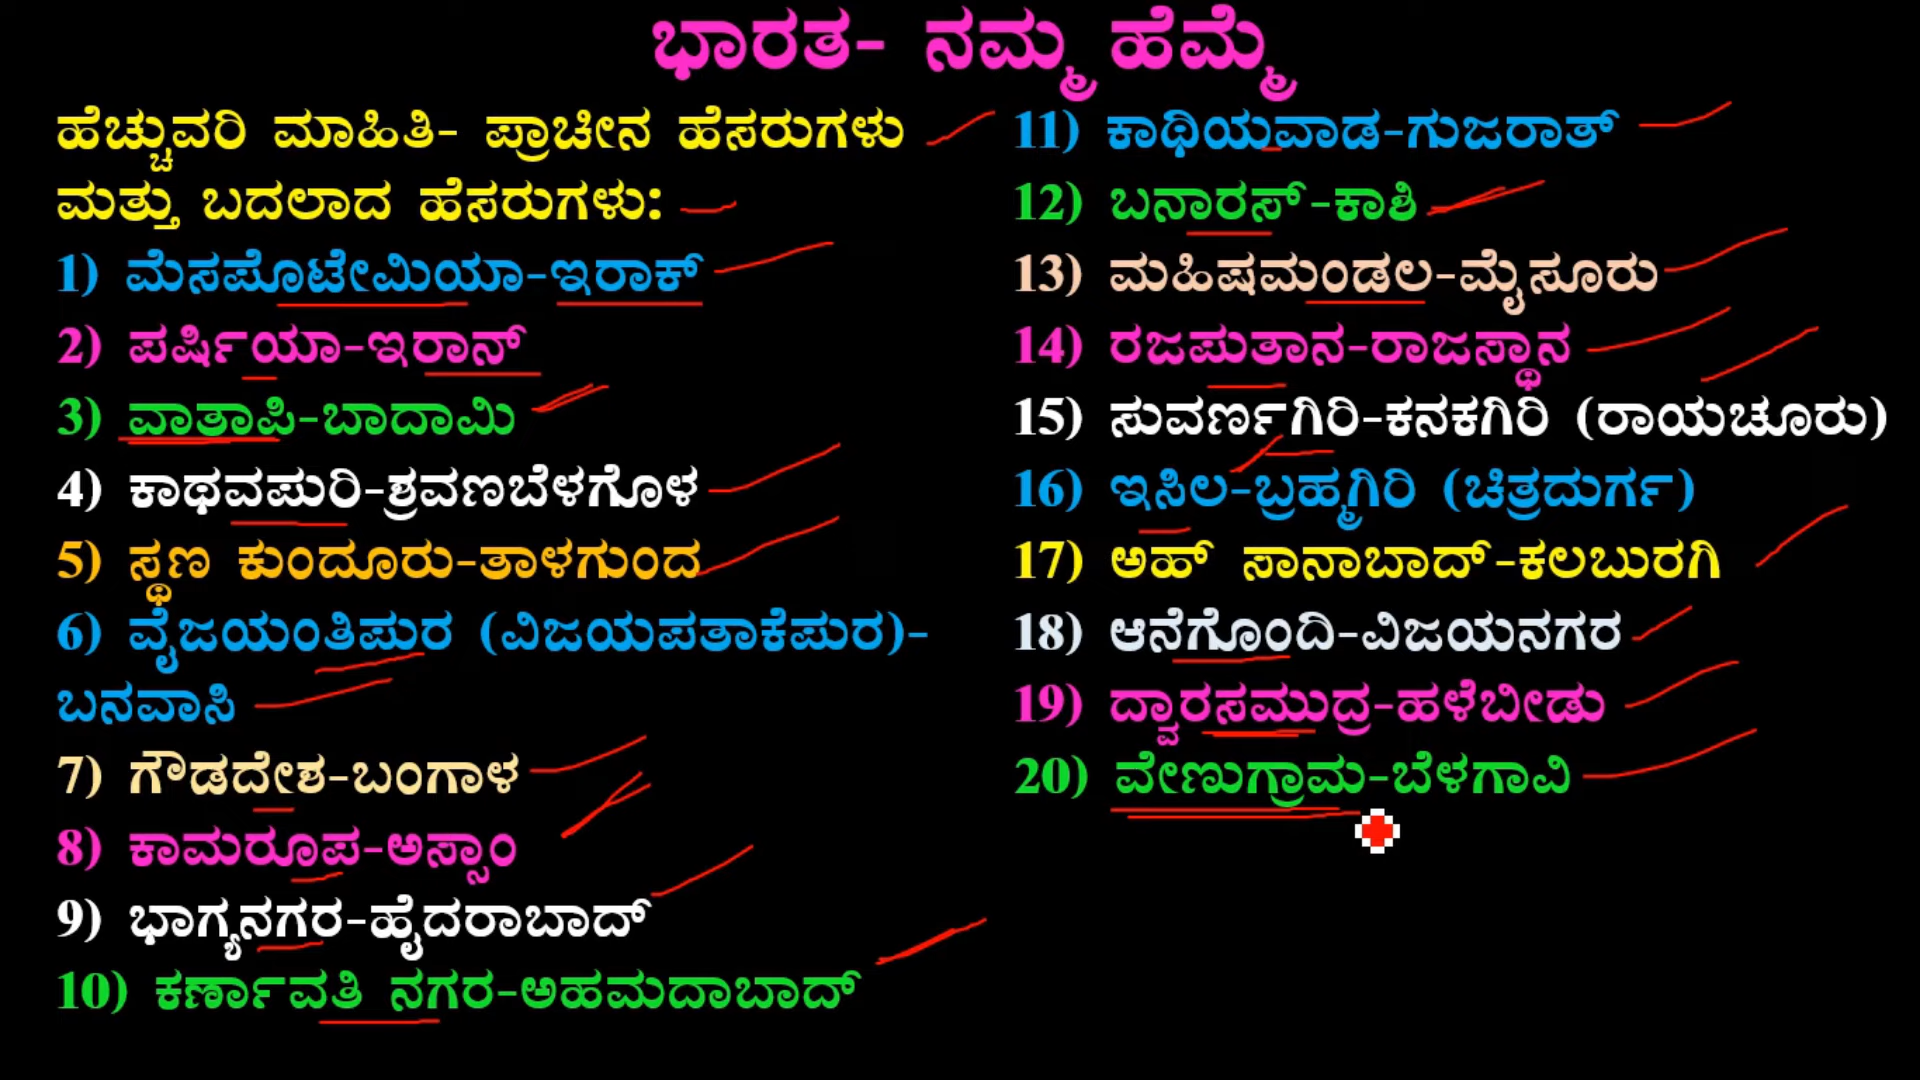 ಭಾರತ- ನಮ್ಮ ಹೆಮ್ಮೆ
ಹೆಚ್ಚುವರಿ ಮಾಹಿತಿ- ಪ್ರಾಚೀನ ಹೆಸರುಗಳು
ಮತ್ತು ಬದಲಾದ ಹೆಸರುಗಳು:
1) ಮೆಸಪೊಟೇಮಿಯಾ-ಇರಾಕ್
2) ಪರ್ಷಿಯಾ-ಇರಾನ್
3) ವಾತಾಪಿ-ಬಾದಾಮಿ
4) ಕಾಥವಪುರಿ-ಶ್ರವಣಬೆಳಗೊಳ
5) ಸ್ಥಣ ಕುಂದೂರು-ತಾಳಗುಂದ
6) ವೈಜಯಂತಿಪುರ (ವಿಜಯಪತಾಕೆಪುರ)-
ಬನವಾಸಿ
7) ಗೌಡದೇಶ-ಬಂಗಾಳ
8) ಕಾಮರೂಪ-ಅಸ್ಸಾಂ
9) ಭಾಗ್ಯನಗರ-ಹೈದರಾಬಾದ್
10) ಕರ್ಣಾವತಿ ನಗರ-ಅಹಮದಾಬಾದ್
11) ಕಾಥಿಯವಾಡ-ಗುಜರಾತ್
12) ಬನಾರಸ್-ಕಾಶಿ
13) ಮಹಿಷಮಂಡಲ-ಮೈಸೂರು
14) ರಜಪುತಾನ-ರಾಜಸ್ಥಾನ
15) ಸುವರ್ಣಗಿರಿ-ಕನಕಗಿರಿ (ರಾಯಚೂರು)
16) ಇಸಿಲ-ಬ್ರಹ್ಮಗಿರಿ (ಚಿತ್ರದುರ್ಗ)
17) ಅಹ್ ಸಾನಾಬಾದ್-ಕಲಬುರಗಿ
18) ಆನೆಗೊಂದಿ-ವಿಜಯನಗರ
19) ದ್ವಾರಸಮುದ್ರ-ಹಳೆಬೀಡು
20) ವೇಣುಗ್ರಾಮ-ಬೆಳಗಾವಿ